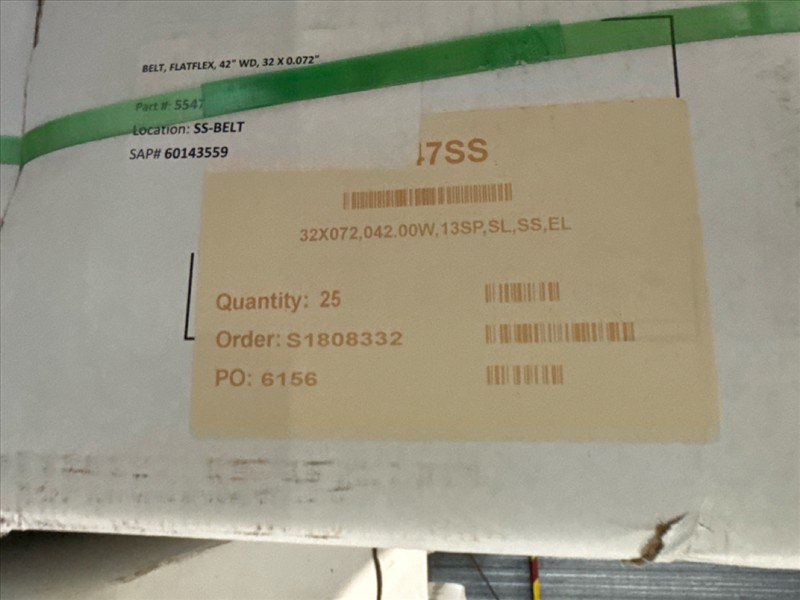 BELT, FLATFLEX, 42" WD, 32 X 0.072"
Part #: 5547
Location: SS-BELT
SAP# 60143559
47SS
32X072,042.00W,13SP,SL,SS,EL
Quantity: 25
Order: S1808332
PO: 6156